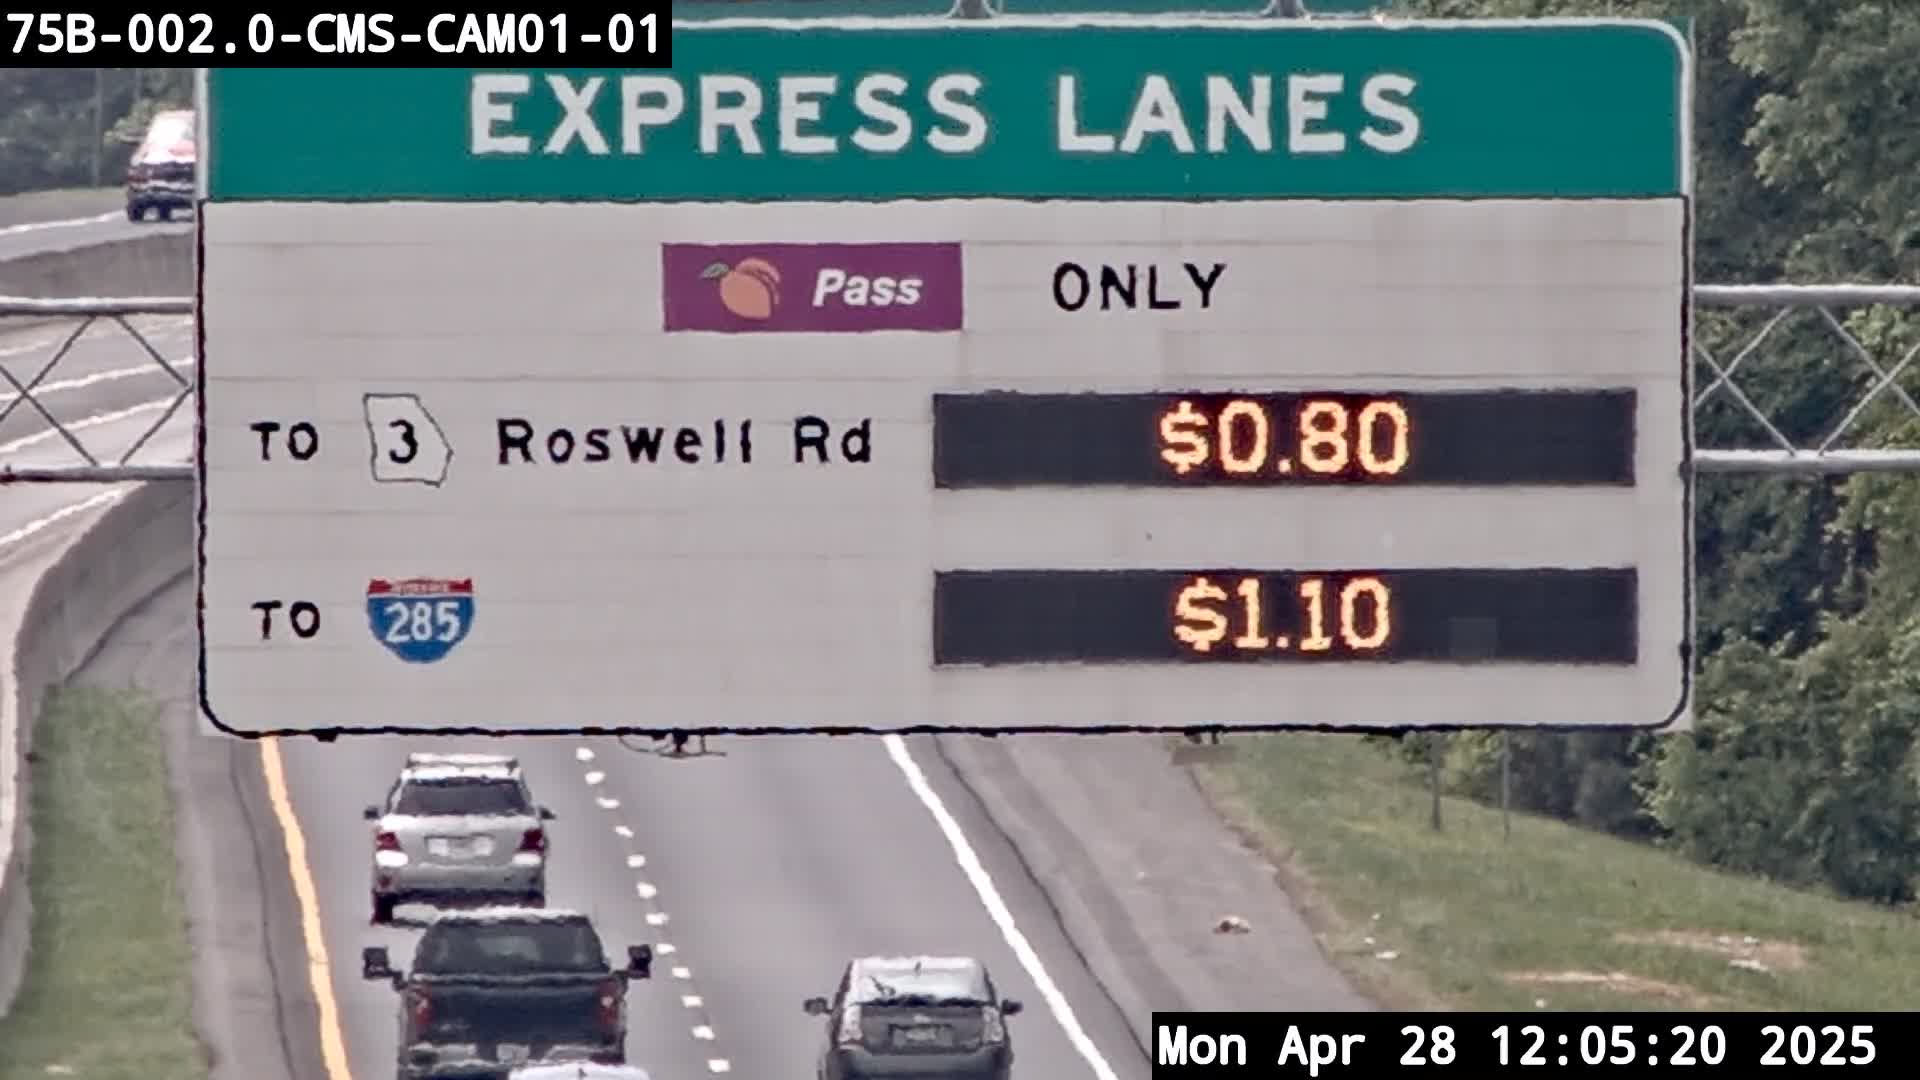 75B-002.0-CMS-CAM01-01
EXPRESS LANES
Pass ONLY
TO 3 Roswell Rd $0.80
TO 285 $1.10
Mon Apr 28 12:05:20 2025